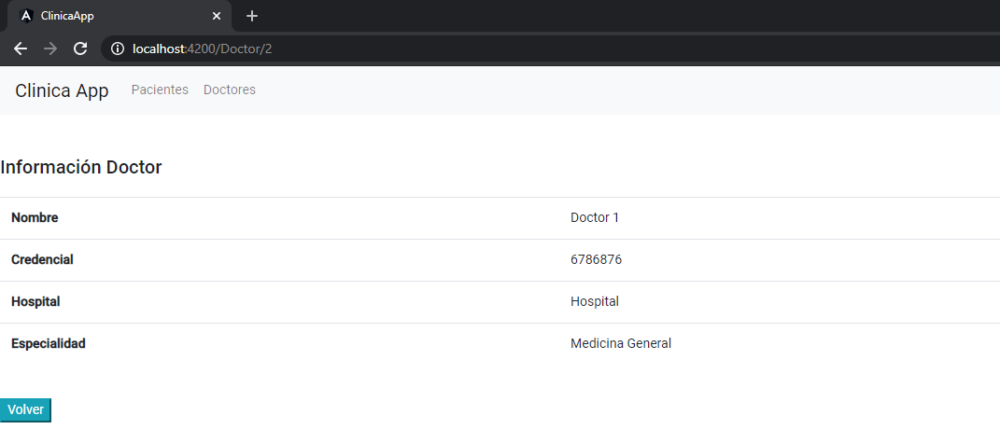 ClinicaApp
localhost:4200/Doctor/2
Clinica App Pacientes Doctores
Información Doctor
Nombre Doctor 1
Credencial 6786876
Hospital Hospital
Especialidad Medicina General
Volver